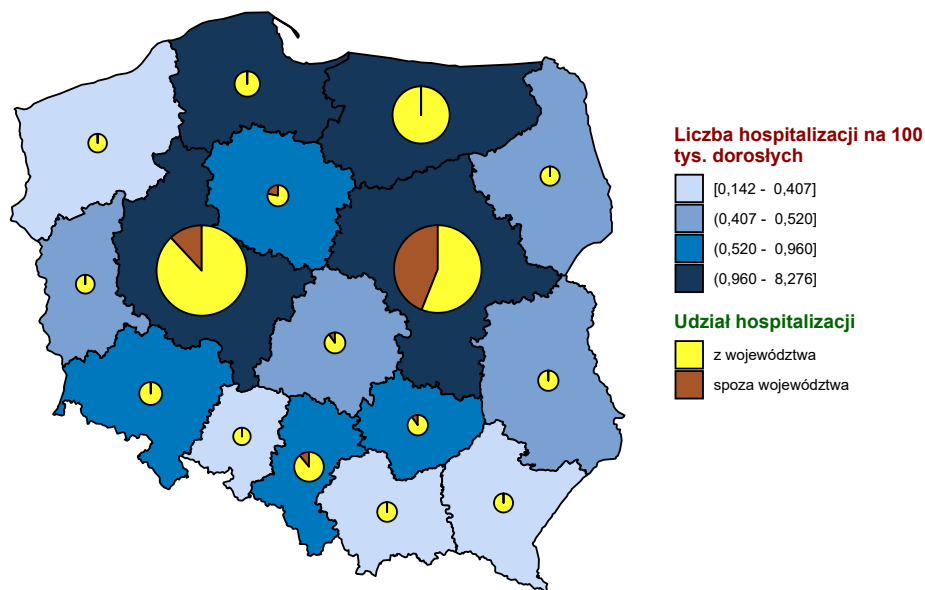 Liczba hospitalizacji na 100
tys. dorosłych
[0,142 - 0,407]
(0,407 - 0,520]
(0,520 - 0,960]
(0,960 - 8,276]
Udział hospitalizacji
z województwa
spoza województwa